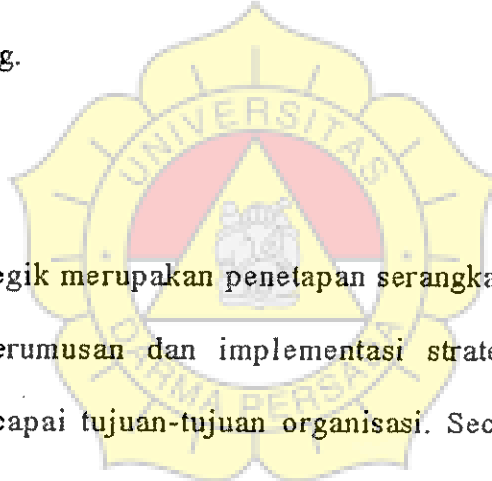 g.
UNIVERSITAS
egik merupakan penetapan serangka
erumusan dan implementasi strate
DARMA PERSADA
capai tujuan-tujuan organisasi. Sec